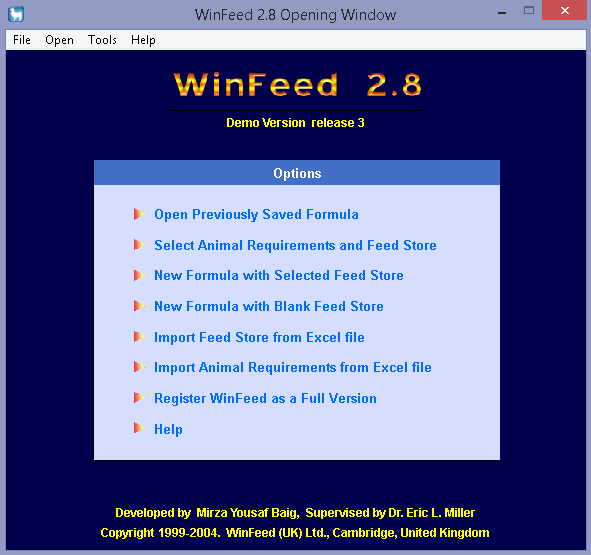 WinFeed 2.8 Opening Window
File Open Tools Help
WinFeed 2.8
Demo Version release 3
Options
Open Previously Saved Formula
Select Animal Requirements and Feed Store
New Formula with Selected Feed Store
New Formula with Blank Feed Store
Import Feed Store from Excel file
Import Animal Requirements from Excel file
Register WinFeed as a Full Version
Help
Developed by Mirza Yousaf Baig, Supervised by Dr. Eric L. Miller
Copyright 1999-2004. WinFeed (UK) Ltd., Cambridge, United Kingdom